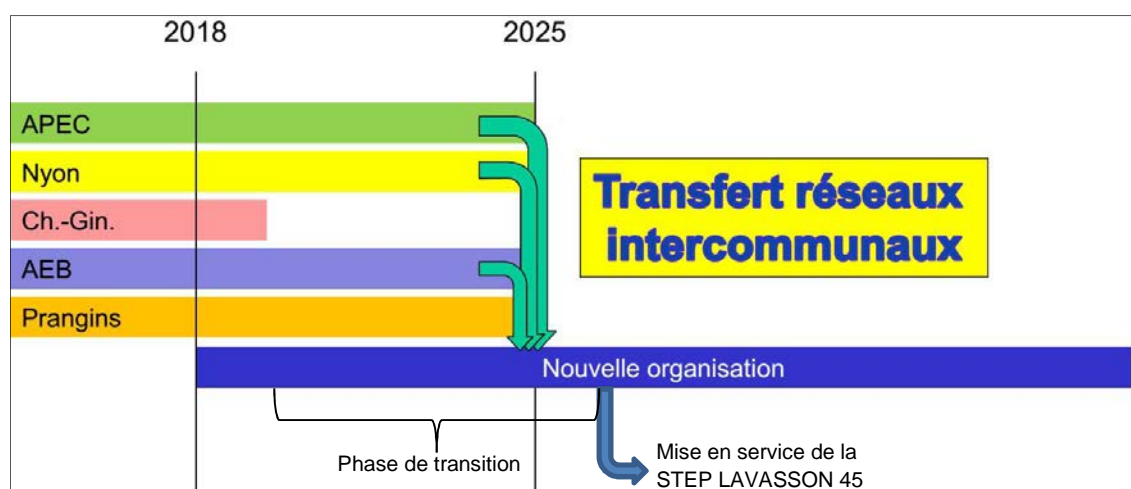 2018
2025
APEC
Nyon
Ch.-Gin.
AEB
Prangins
Transfert réseaux
intercommunaux
Nouvelle organisation
Phase de transition
Mise en service de la
STEP LAVASSON 45